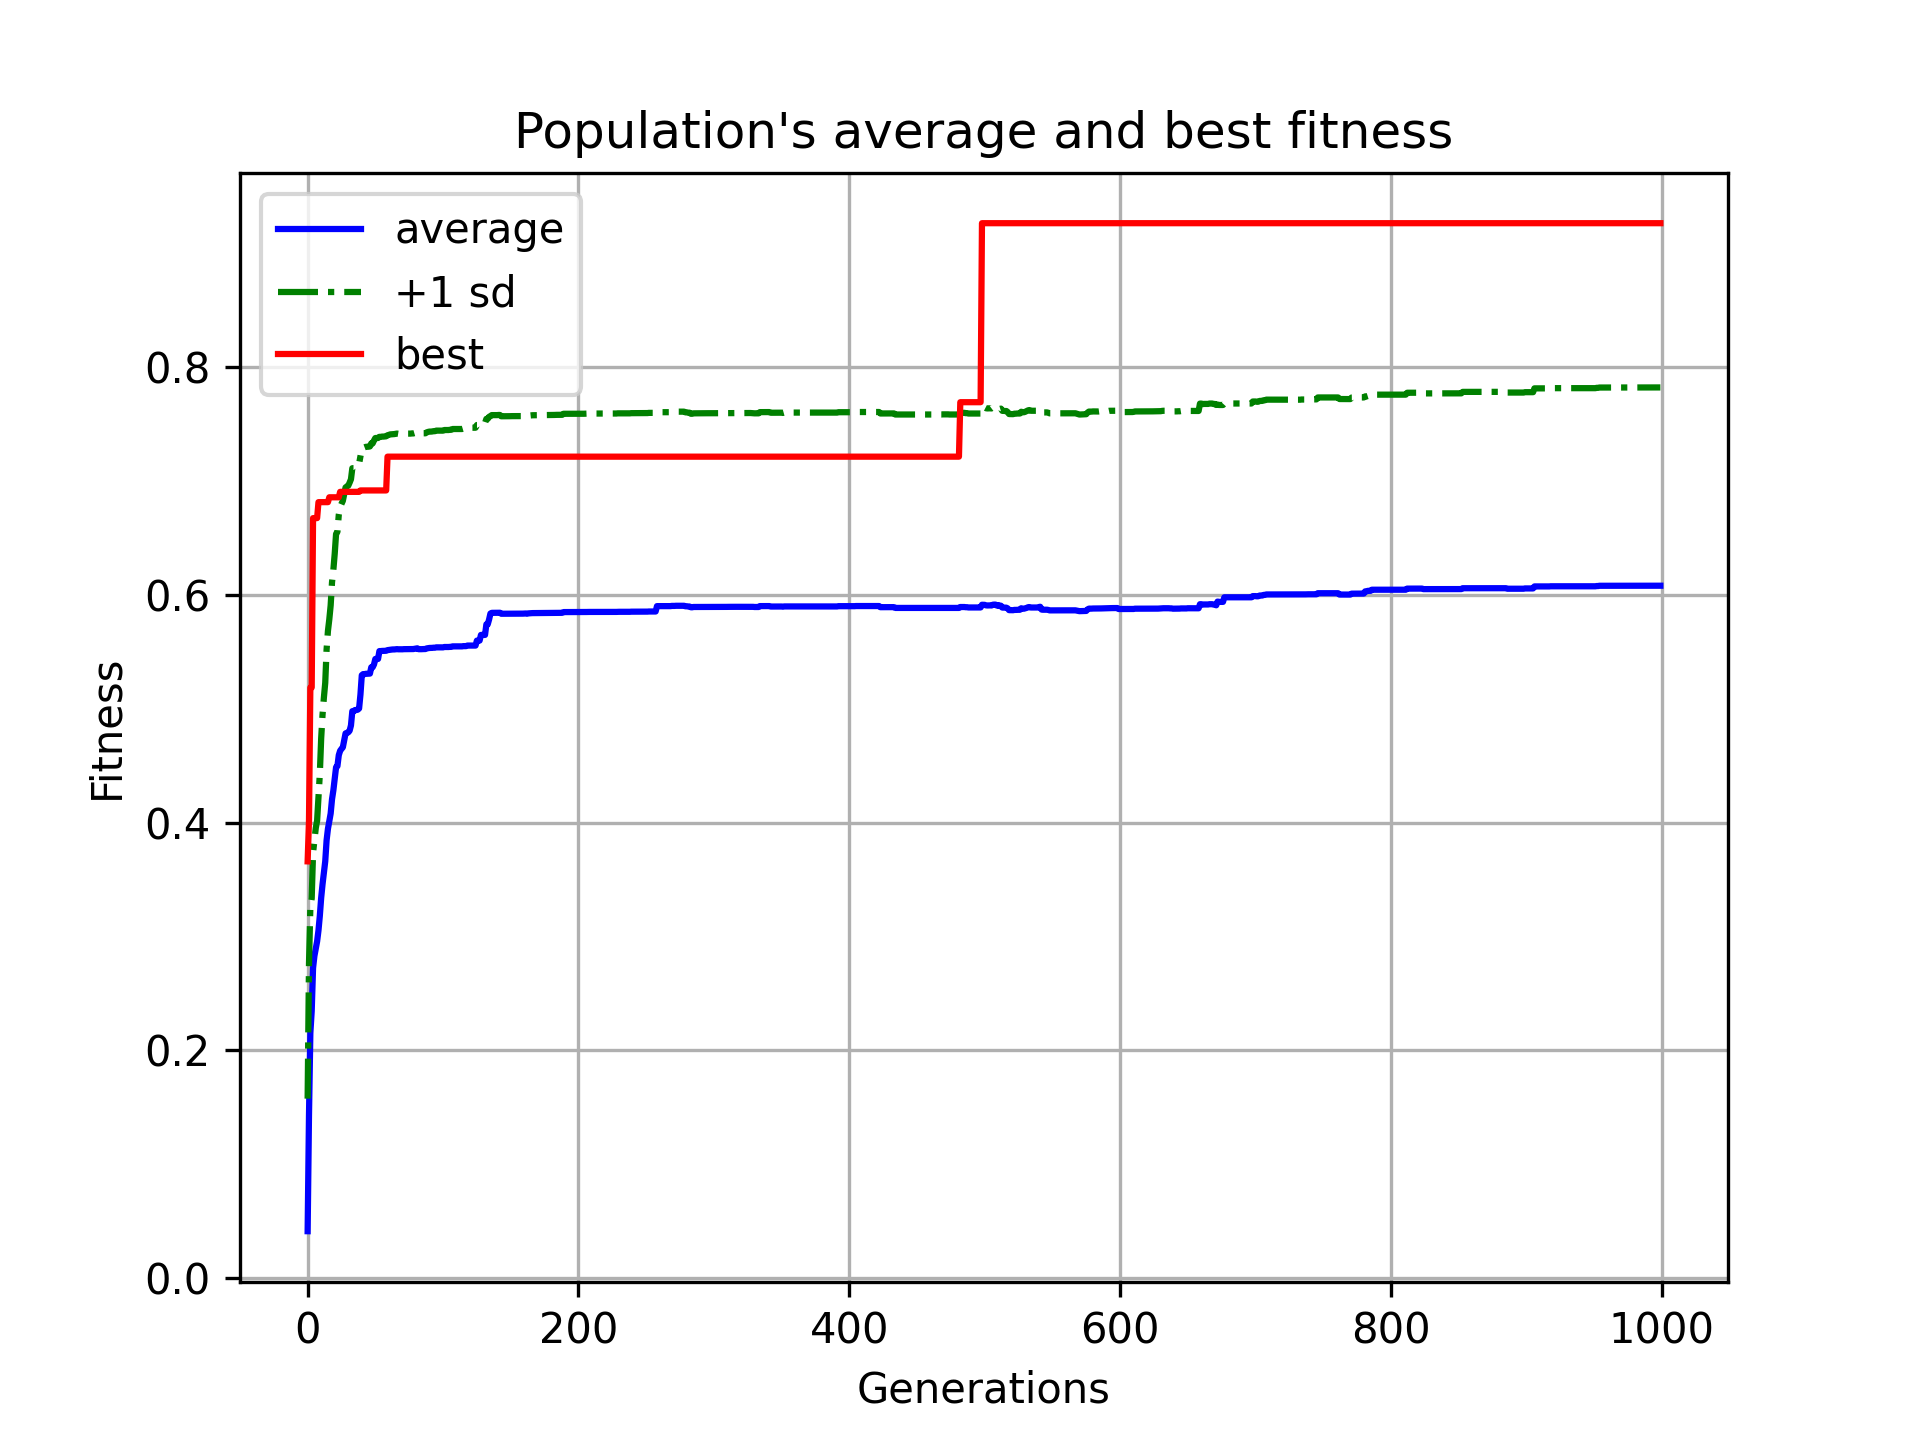 Population's average and best fitness
average
+1 sd
best
0.8
0.6
0.4
0.2
0.0
Fitness
0 200 400 600 800 1000
Generations